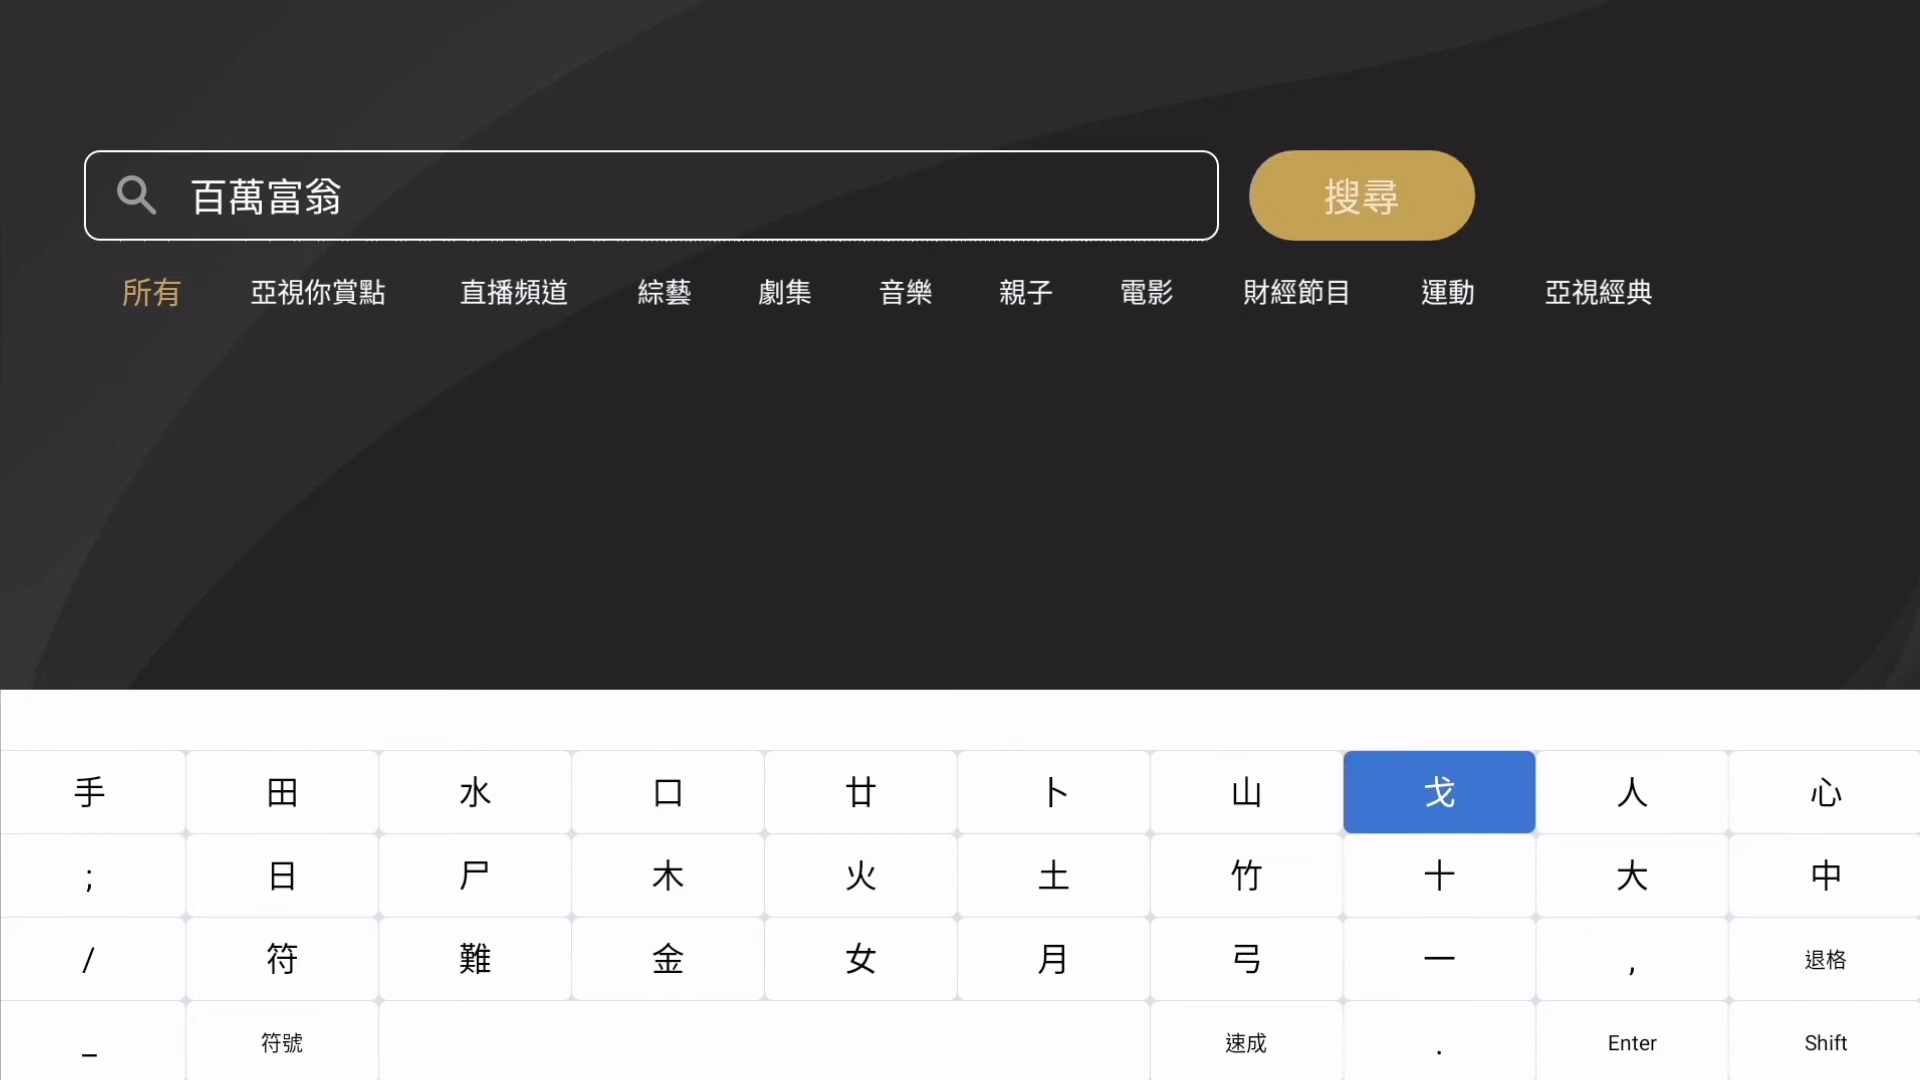 百萬富翁 搜尋
所有 亞視你賞點 直播頻道 綜藝 劇集 音樂 親子 電影 財經節目 運動 亞視經典
手 田 水 口 廿 卜 山 戈 人 心
; 日 尸 木 火 土 竹 十 大 中
/ 符 難 金 女 月 弓 一 , 退格
_ 符號 速成 . Enter Shift